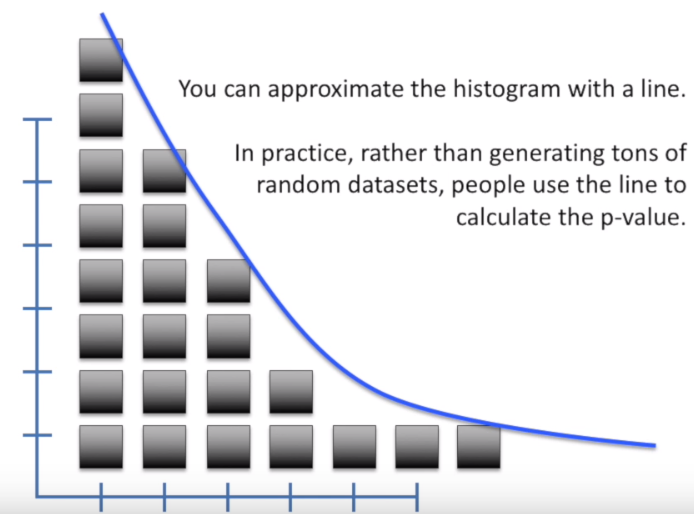 You can approximate the histogram with a line.
In practice, rather than generating tons of
random datasets, people use the line to
calculate the p-value.